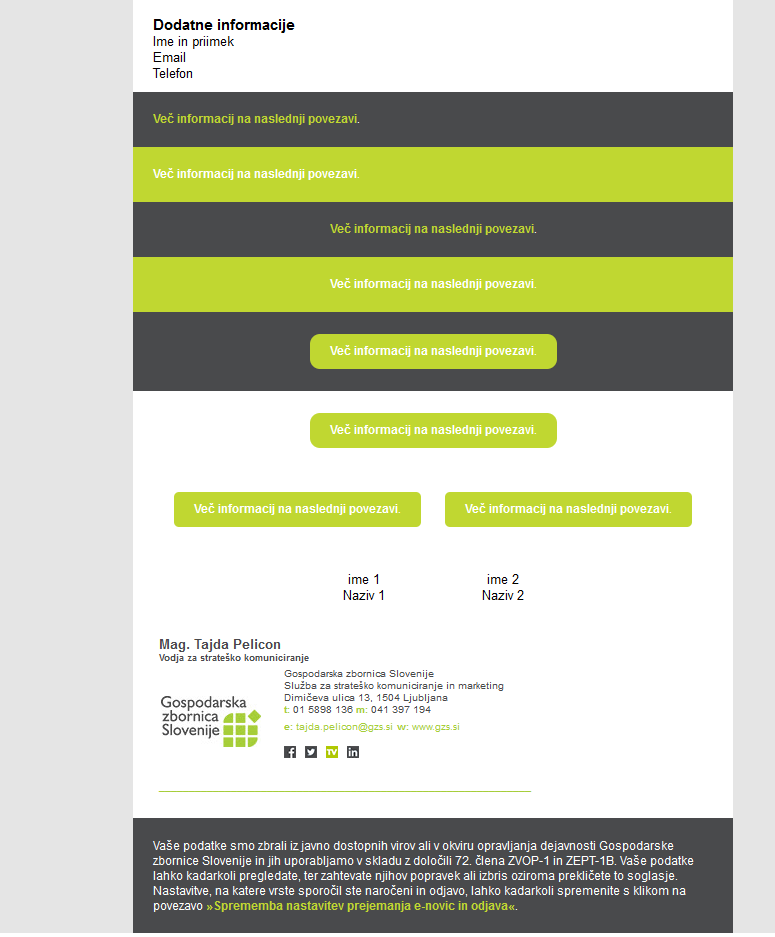 Dodatne informacije
Ime in priimek
Email
Telefon
Več informacij na naslednji povezavi.
Več informacij na naslednji povezavi.
Več informacij na naslednji povezavi.
Več informacij na naslednji povezavi.
Več informacij na naslednji povezavi.
Več informacij na naslednji povezavi.
Več informacij na naslednji povezavi. Več informacij na naslednji povezavi.
ime 1 ime 2
Naziv 1 Naziv 2
Mag. Tajda Pelicon
Vodja za strateško komuniciranje
Gospodarska zbornica Slovenije
Služba za strateško komuniciranje in marketing
Dimičeva ulica 13, 1504 Ljubljana
t: 01 5898 136 m: 041 397 194
e: tajda.pelicon@gzs.si w: www.gzs.si
Gospodarska
zbornica
Slovenije
TV
Vaše podatke smo zbrali iz javno dostopnih virov ali v okviru opravljanja dejavnosti Gospodarske
zbornice Slovenije in jih uporabljamo v skladu z določili 72. člena ZVOP-1 in ZEPT-1B. Vaše podatke
lahko kadarkoli pregledate, ter zahtevate njihov popravek ali izbris oziroma prekličete to soglasje.
Nastavitve, na katere vrste sporočil ste naročeni in odjavo, lahko kadarkoli spremenite s klikom na
povezavo »Sprememba nastavitev prejemanja e-novic in odjava«.